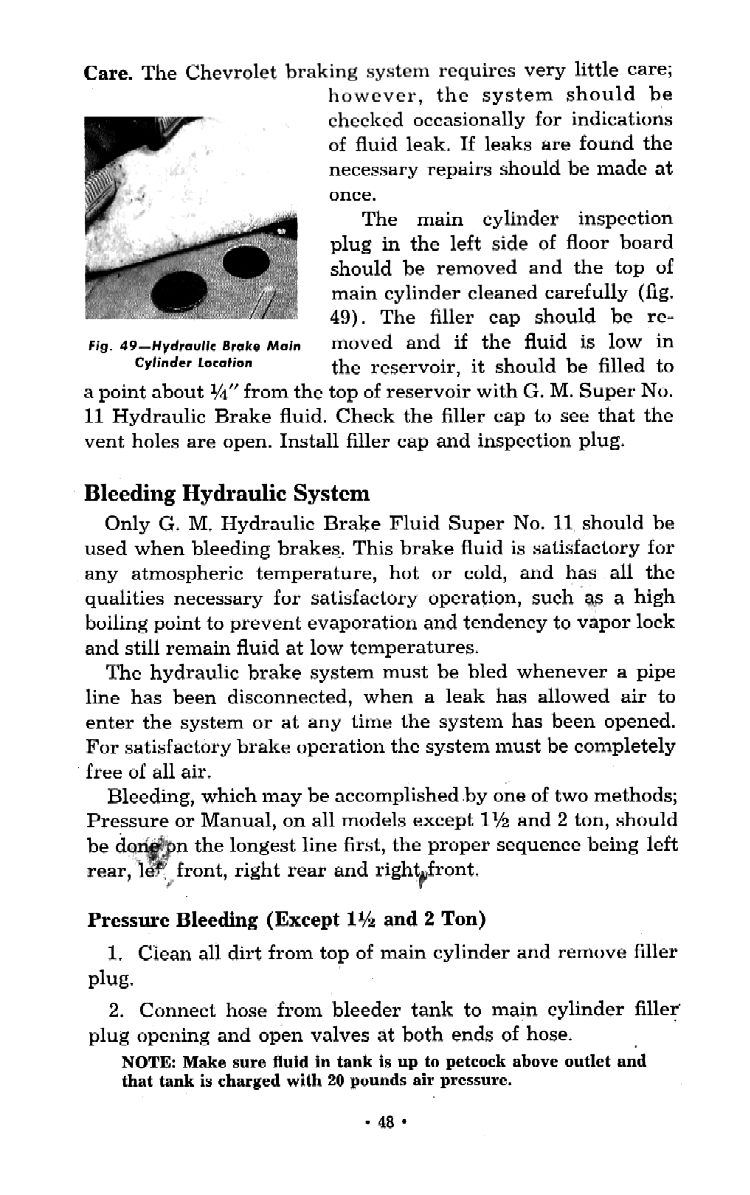 Care. The Chevrolet braking system requires very little care;
however, the system should be
checked occasionally for indications
of fluid leak. If leaks are found the
necessary repairs should be made at
once.
The main cylinder inspection
plug in the left side of floor board
should be removed and the top of
main cylinder cleaned carefully (fig.
49). The filler cap should be re-
moved and if the fluid is low in
the reservoir, it should be filled to
Fig. 49—Hydraulic Brake Main
Cylinder Location
a point about ¼″ from the top of reservoir with G. M. Super No.
11 Hydraulic Brake fluid. Check the filler cap to see that the
vent holes are open. Install filler cap and inspection plug.
Bleeding Hydraulic System
Only G. M. Hydraulic Brake Fluid Super No. 11 should be
used when bleeding brakes. This brake fluid is satisfactory for
any atmospheric temperature, hot or cold, and has all the
qualities necessary for satisfactory operation, such as a high
boiling point to prevent evaporation and tendency to vapor lock
and still remain fluid at low temperatures.
The hydraulic brake system must be bled whenever a pipe
line has been disconnected, when a leak has allowed air to
enter the system or at any time the system has been opened.
For satisfactory brake operation the system must be completely
free of all air.
Bleeding, which may be accomplished by one of two methods;
Pressure or Manual, on all models except 1½ and 2 ton, should
be done on the longest line first, the proper sequence being left
rear, left front, right rear and right front.
Pressure Bleeding (Except 1½ and 2 Ton)
1. Clean all dirt from top of main cylinder and remove filler
plug.
2. Connect hose from bleeder tank to main cylinder filler
plug opening and open valves at both ends of hose.
NOTE: Make sure fluid in tank is up to petcock above outlet and
that tank is charged with 20 pounds air pressure.
• 48 •